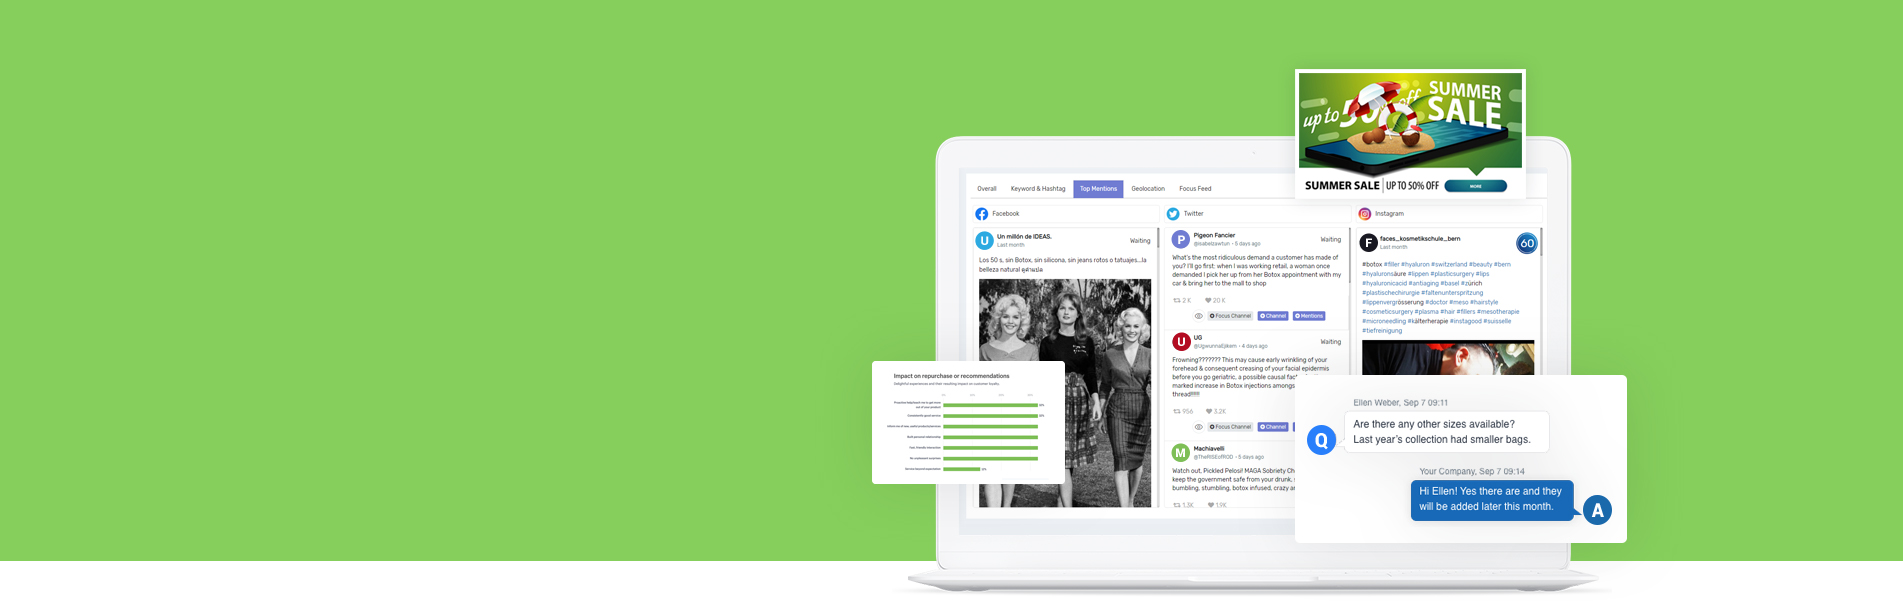 up to 50% off
SUMMER
SALE
SUMMER SALE | UP TO 50% OFF
MORE
Overall
Keyword & Hashtag
Top Mentions
Geolocation
Focus Feed
Facebook
U
Un millón de IDEAS.
Last month
Waiting
Los 50 s, sin Botox, sin silicona, sin jeans rotos o tatuajes...la
belleza natural
Twitter
P
Pigeon Fancier
@isabelzawtun - 5 days ago
Waiting
What's the most ridiculous demand a customer has made of
you? I'll go first: when I was working retail, a woman once
demanded I pick her up from her Botox appointment with my
car & bring her to the mall to shop
2 K
20 K
Focus Channel
Channel
Mentions
U
UG
@UgwunnaEjikem - 4 days ago
Waiting
Frowning??????? This may cause early wrinkling of your
forehead & consequent creasing of your facial epidermis
before you go geriatric, a possible causal
marked increase in Botox injections amongs
thread!!!!!
956
3.2K
Focus Channel
Channel
M
Machiavelli
@TheRISEofROD - 5 days ago
Watch out, Pickled Pelosi! MAGA Sobriety Ch
keep the government safe from your drunk,
bumbling, stumbling, botox infused, crazy
1.3K
1.9K
Instagram
F
faces_kosmetikschule_bern
Last month
60
#botox #filler #hyaluron #switzerland #beauty #bern
#hyaluronsäure #lippen #plasticsurgery #lips
#hyaluronicacid #antiaging #basel #zürich
#plastischechirurgie #faltenunterspritzung
#lippenvergrösserung #doctor #meso #hairstyle
#cosmeticsurgery #plasma #hair #fillers #mesotherapie
#microneedling #kälterherapie #instagood #suisselle
#tiefreinigung
Impact on repurchase or recommendations
Delightful experiences and their resulting impact on customer loyalty.
Ellen Weber, Sep 7 09:11
Q
Are there any other sizes available?
Last year's collection had smaller bags.
Your Company, Sep 7 09:14
Hi Ellen! Yes there are and they
will be added later this month.
A